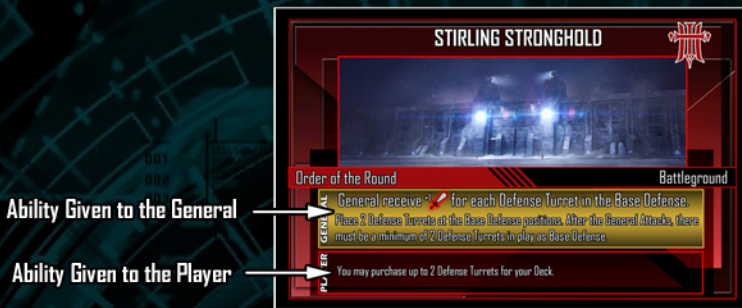 STIRLING STRONGHOLD
Order of the Round
Battleground
GENERAL
General receive +1 for each Defense Turret in the Base Defense.
Place 2 Defense Turrets at the Base Defense positions. After the General Attacks, there
must be a minimum of 2 Defense Turrets in play as Base Defense.
Ability Given to the General
PLAYER
You may purchase up to 2 Defense Turrets for your Deck.
Ability Given to the Player
001
002